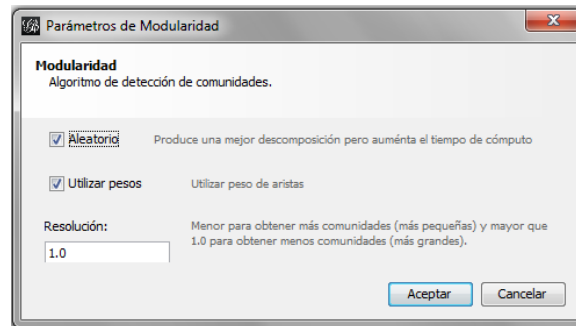 Parámetros de Modularidad
Modularidad
Algoritmo de detección de comunidades.
Aleatorio Produce una mejor descomposición pero auménta el tiempo de cómputo
Utilizar pesos Utilizar peso de aristas
Resolución: Menor para obtener más comunidades (más pequeñas) y mayor que
1.0 para obtener menos comunidades (más grandes).
1.0
Aceptar Cancelar